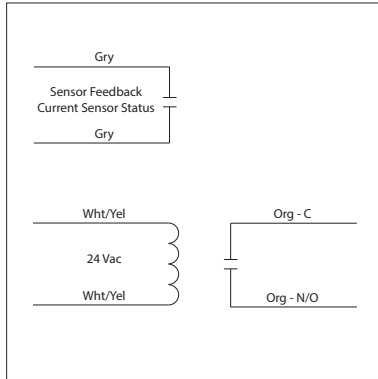 Gry
Sensor Feedback
Current Sensor Status
Gry
Wht/Yel
24 Vac
Wht/Yel
Org - C
Org - N/O